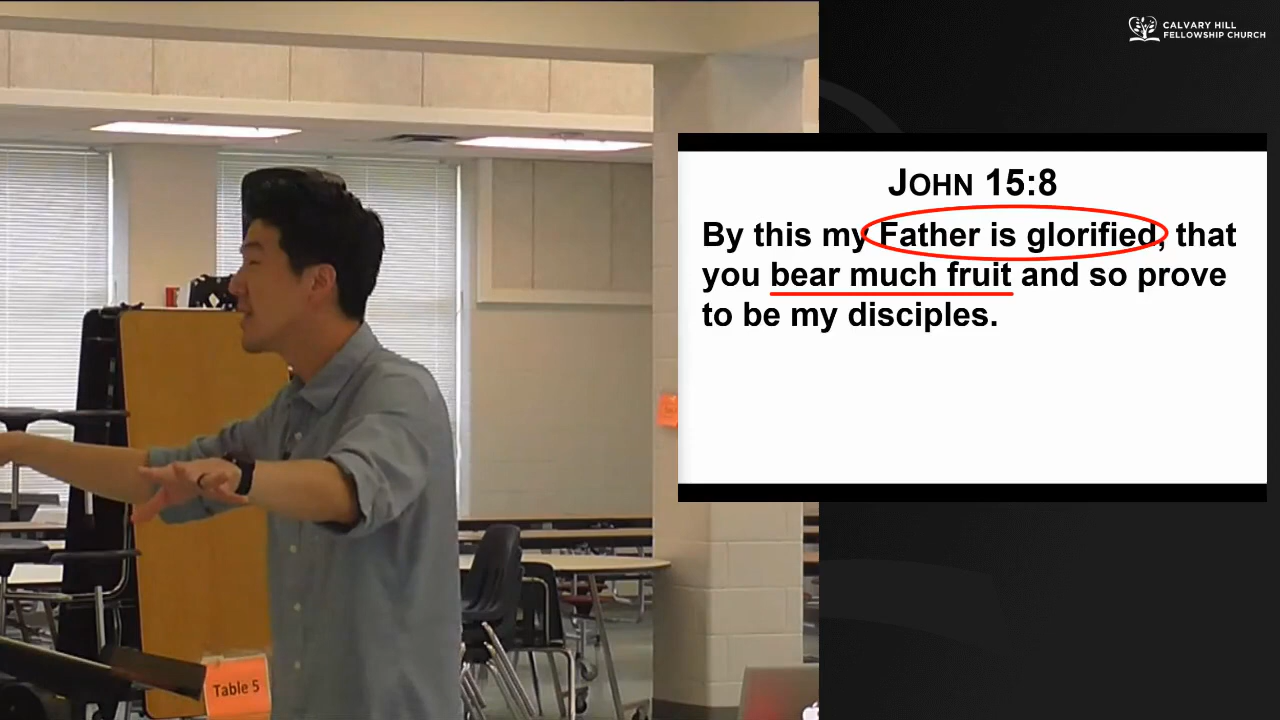 CALVARY HILL
FELLOWSHIP CHURCH
JOHN 15:8
By this my Father is glorified, that
you bear much fruit and so prove
to be my disciples.
Table 5